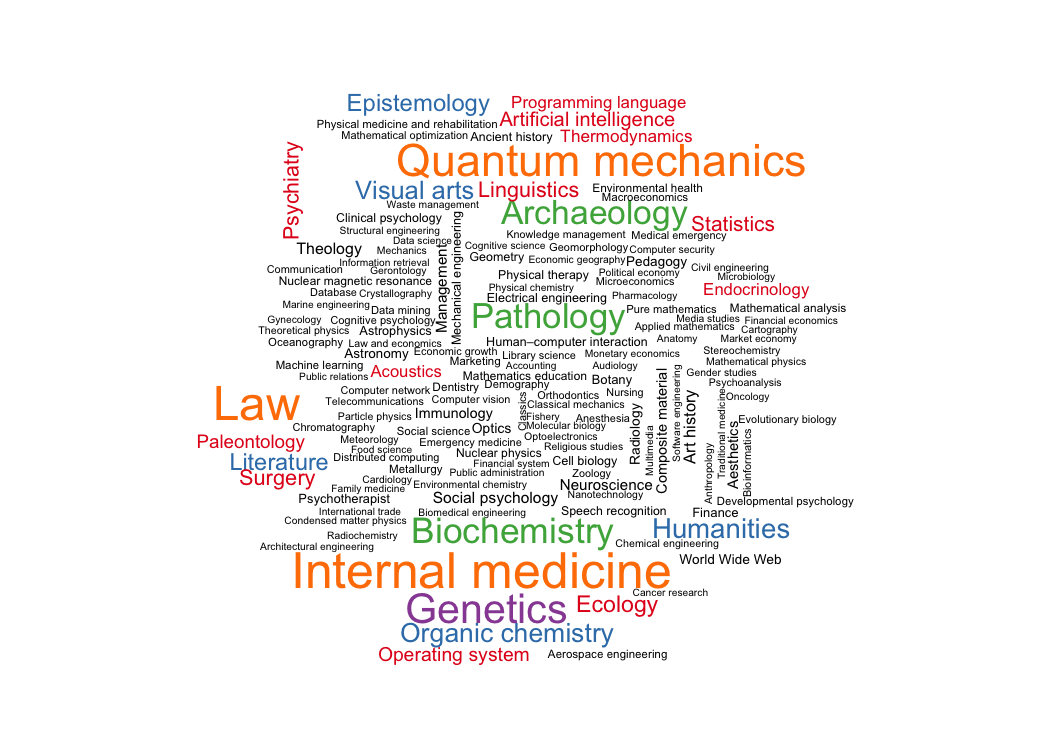 Epistemology
Programming language
Physical medicine and rehabilitation
Artificial intelligence
Mathematical optimization
Ancient history
Thermodynamics
Psychiatry
Quantum mechanics
Visual arts
Linguistics
Environmental health
Macroeconomics
Waste management
Archaeology
Clinical psychology
Statistics
Structural engineering
Knowledge management
Medical emergency
Data science
Cognitive science
Geomorphology
Computer security
Theology
Mechanics
Management
Mechanical engineering
Geometry
Economic geography
Pedagogy
Information retrieval
Communication
Gerontology
Civil engineering
Physical therapy
Political economy
Microbiology
Nuclear magnetic resonance
Microeconomics
Physical chemistry
Endocrinology
Database
Crystallography
Electrical engineering
Pharmacology
Marine engineering
Data mining
Pathology
Pure mathematics
Mathematical analysis
Gynecology
Cognitive psychology
Media studies
Financial economics
Theoretical physics
Astrophysics
Applied mathematics
Cartography
Oceanography
Law and economics
Human–computer interaction
Anatomy
Market economy
Astronomy
Economic growth
Library science
Monetary economics
Stereochemistry
Machine learning
Marketing
Accounting
Audiology
Mathematical physics
Public relations
Acoustics
Mathematics education
Botany
Gender studies
Psychoanalysis
Computer network
Dentistry
Demography
Orthodontics
Nursing
Oncology
Law
Telecommunications
Computer vision
Classics
Classical mechanics
Particle physics
Immunology
Fishery
Anesthesia
Evolutionary biology
Chromatography
Social science
Optics
Molecular biology
Radiology
Multimedia
Composite material
Software engineering
Art history
Anthropology
Traditional medicine
Aesthetics
Bioinformatics
Paleontology
Meteorology
Emergency medicine
Optoelectronics
Food science
Nuclear physics
Religious studies
Literature
Distributed computing
Financial system
Cell biology
Metallurgy
Public administration
Zoology
Surgery
Cardiology
Environmental chemistry
Neuroscience
Family medicine
Nanotechnology
Psychotherapist
Social psychology
Developmental psychology
International trade
Biomedical engineering
Speech recognition
Finance
Condensed matter physics
Biochemistry
Humanities
Radiochemistry
Architectural engineering
Chemical engineering
World Wide Web
Internal medicine
Cancer research
Genetics
Ecology
Organic chemistry
Operating system
Aerospace engineering